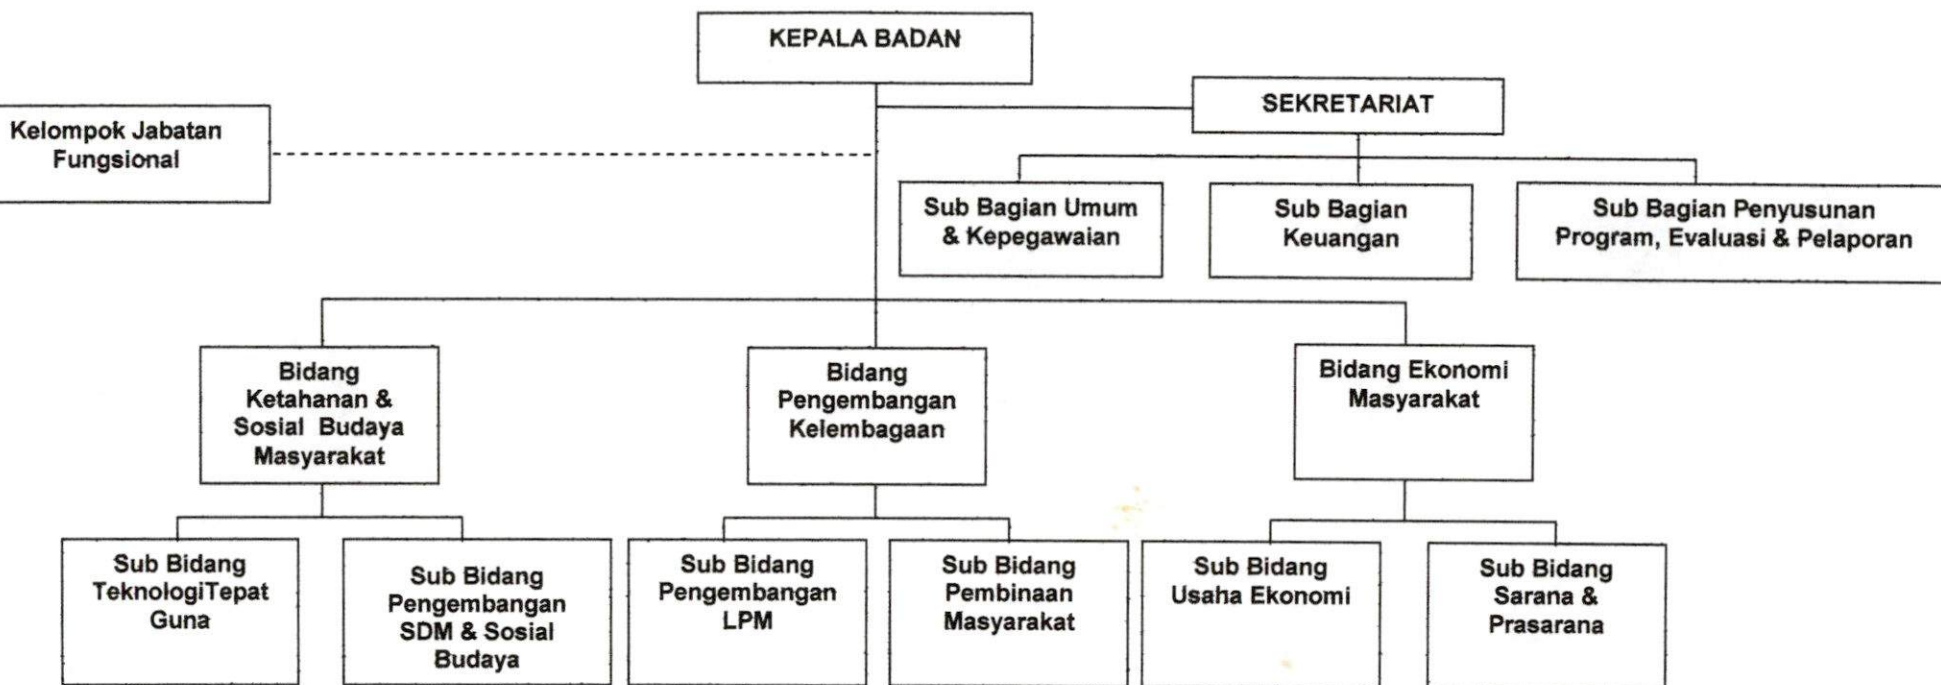 KEPALA BADAN
SEKRETARIAT
Kelompok Jabatan
Fungsional
Sub Bagian Umum
& Kepegawaian
Sub Bagian
Keuangan
Sub Bagian Penyusunan
Program, Evaluasi & Pelaporan
Bidang
Ketahanan &
Sosial Budaya
Masyarakat
Bidang
Pengembangan
Kelembagaan
Bidang Ekonomi
Masyarakat
Sub Bidang
TeknologiTepat
Guna
Sub Bidang
Pengembangan
SDM & Sosial
Budaya
Sub Bidang
Pengembangan
LPM
Sub Bidang
Pembinaan
Masyarakat
Sub Bidang
Usaha Ekonomi
Sub Bidang
Sarana &
Prasarana